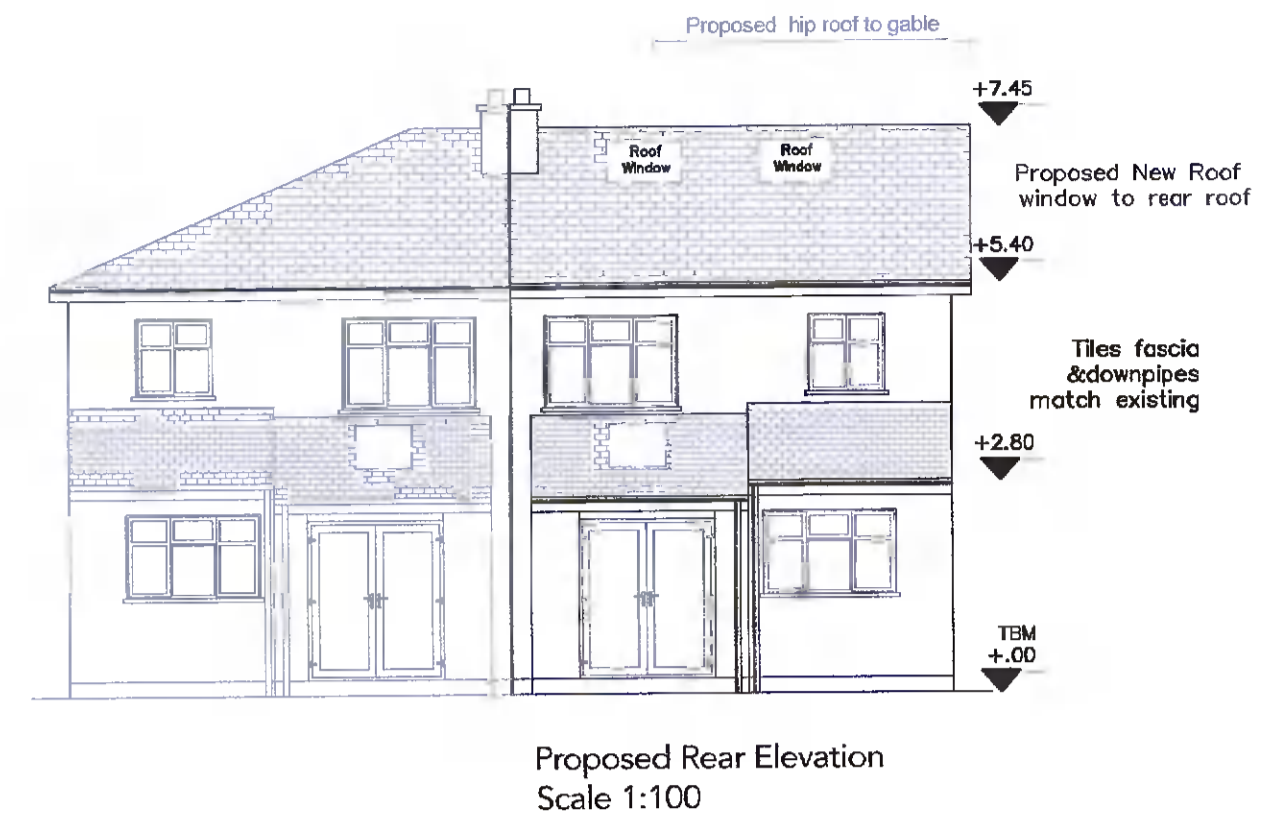 Proposed hip roof to gable
+7.45
Roof
Window
Roof
Window
Proposed New Roof
window to rear roof
+5.40
Tiles fascia
&downpipes
match existing
+2.80
TBM
+.00
Proposed Rear Elevation
Scale 1:100